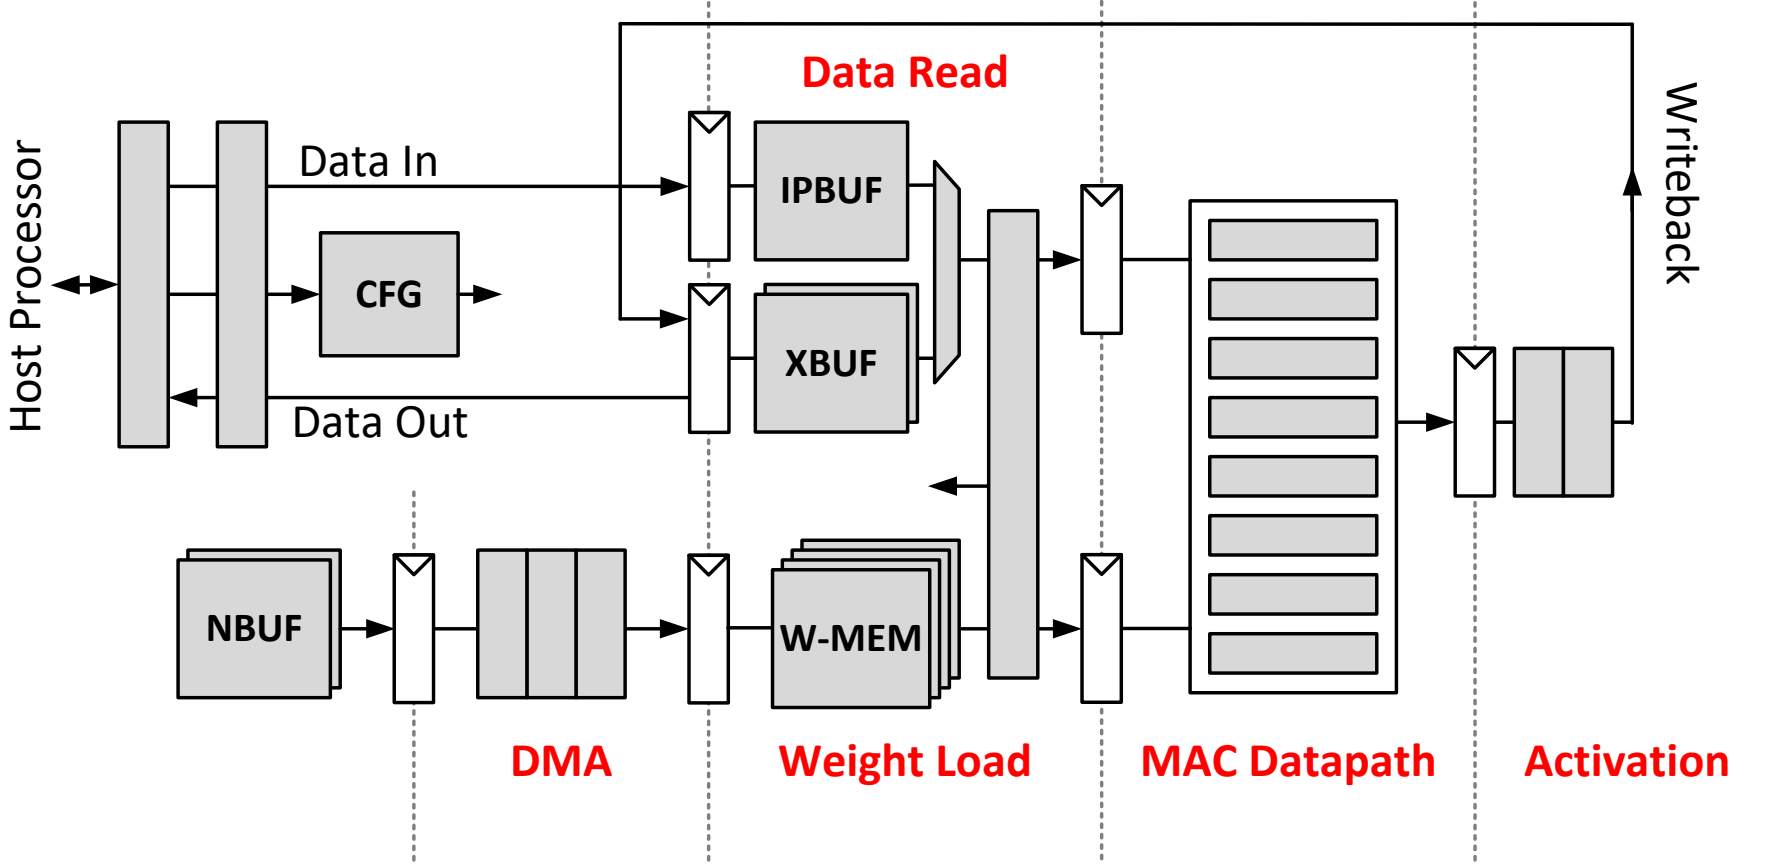 Data Read
Host Processor
Data In
IPBUF
Writeback
CFG
XBUF
Data Out
NBUF
W-MEM
DMA
Weight Load
MAC Datapath
Activation